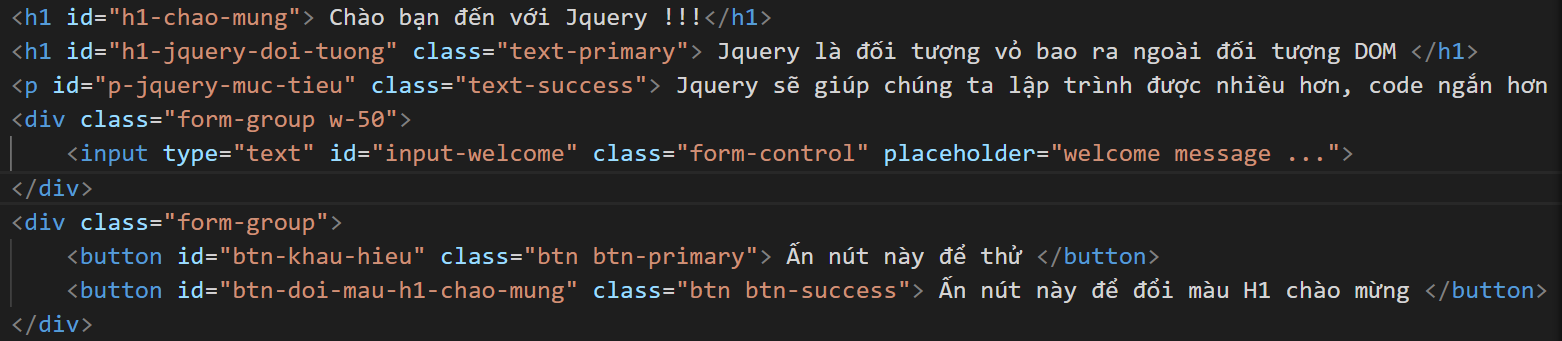 <h1 id="h1-chao-mung"> Chào bạn đến với Jquery !!!</h1>
<h1 id="h1-jquery-doi-tuong" class="text-primary"> Jquery là đối tượng vỏ bao ra ngoài đối tượng DOM </h1>
<p id="p-jquery-muc-tieu" class="text-success"> Jquery sẽ giúp chúng ta lập trình được nhiều hơn, code ngắn hơn
<div class="form-group w-50">
    <input type="text" id="input-welcome" class="form-control" placeholder="welcome message ...">
</div>
<div class="form-group">
    <button id="btn-khau-hieu" class="btn btn-primary"> Ấn nút này để thử </button>
    <button id="btn-doi-mau-h1-chao-mung" class="btn btn-success"> Ấn nút này để đổi màu H1 chào mừng </button>
</div>